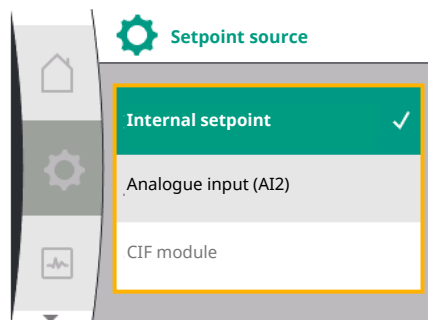 Setpoint source
Internal setpoint
Analogue input (AI2)
CIF module